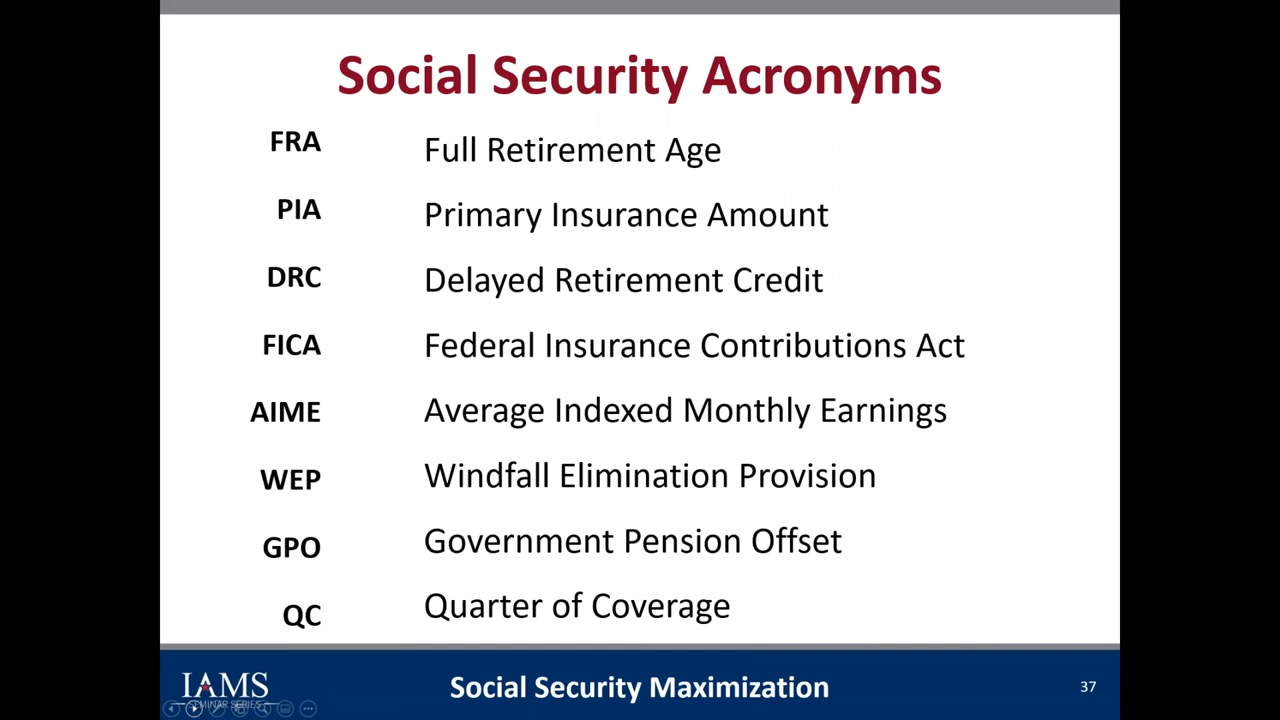 Social Security Acronyms
FRA Full Retirement Age
PIA Primary Insurance Amount
DRC Delayed Retirement Credit
FICA Federal Insurance Contributions Act
AIME Average Indexed Monthly Earnings
WEP Windfall Elimination Provision
GPO Government Pension Offset
QC Quarter of Coverage
IAMS
SEMINAR SERIES
Social Security Maximization
37